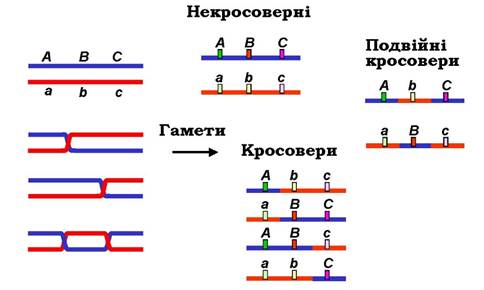 Некросоверні
A B C
a b c
A B C
a b c
Подвійні
кросовери
A b C
a B c
Гамети
Кросовери
A b c
a B C
A B c
a b C